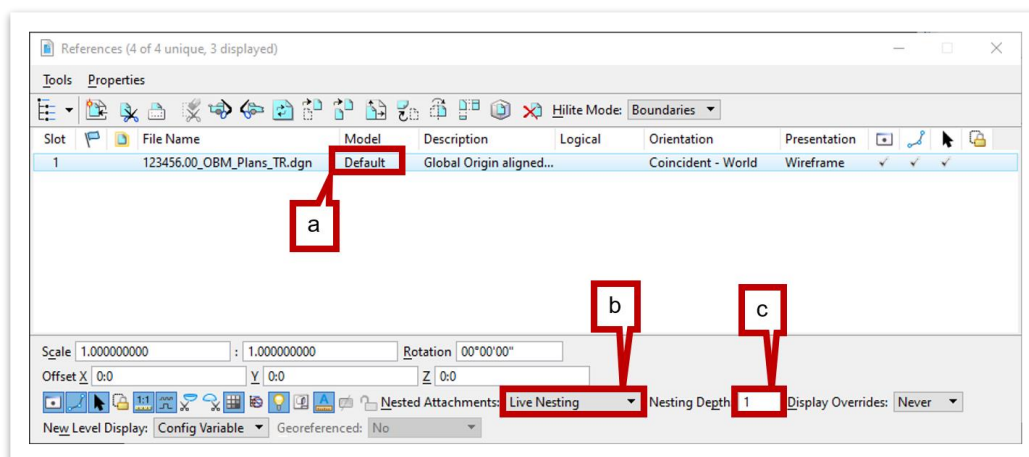 References (4 of 4 unique, 3 displayed)
Tools Properties
Hilite Mode: Boundaries
Slot File Name Model Description Logical Orientation Presentation
1 123456.00_OBM_Plans_TR.dgn Default Global Origin aligned... Coincident - World Wireframe
a
b
c
Scale 1.000000000 : 1.000000000 Rotation 00°00'00"
Offset X 0:0 Y 0:0 Z 0:0
1:1 A Nested Attachments: Live Nesting Nesting Depth 1 Display Overrides: Never
New Level Display: Config Variable Georeferenced: No